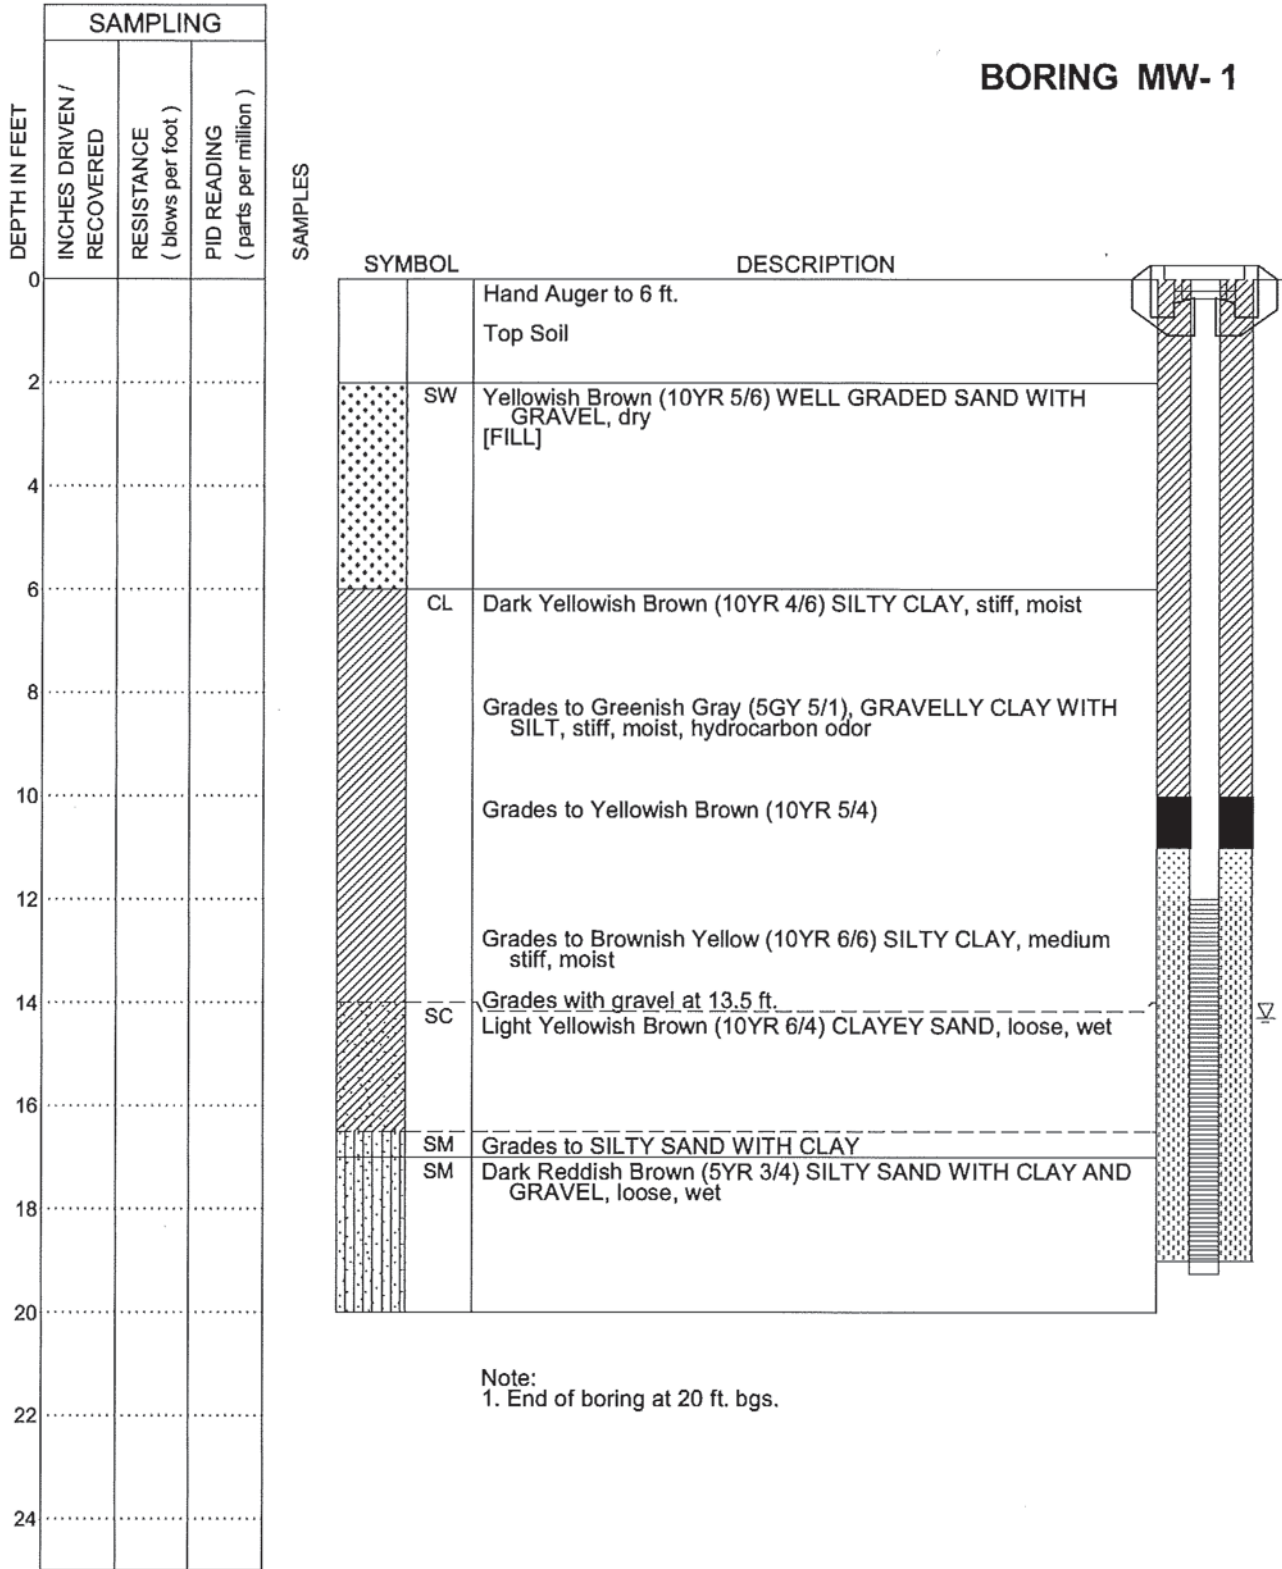 SAMPLING
BORING MW- 1
DEPTH IN FEET
INCHES DRIVEN /
RECOVERED
RESISTANCE
( blows per foot )
PID READING
( parts per million )
SAMPLES
SYMBOL
DESCRIPTION
0
Hand Auger to 6 ft.
Top Soil
2
SW
Yellowish Brown (10YR 5/6) WELL GRADED SAND WITH
GRAVEL, dry
[FILL]
4
6
CL
Dark Yellowish Brown (10YR 4/6) SILTY CLAY, stiff, moist
8
Grades to Greenish Gray (5GY 5/1), GRAVELLY CLAY WITH
SILT, stiff, moist, hydrocarbon odor
10
Grades to Yellowish Brown (10YR 5/4)
12
Grades to Brownish Yellow (10YR 6/6) SILTY CLAY, medium
stiff, moist
14
Grades with gravel at 13.5 ft.
SC
Light Yellowish Brown (10YR 6/4) CLAYEY SAND, loose, wet
16
SM
Grades to SILTY SAND WITH CLAY
SM
Dark Reddish Brown (5YR 3/4) SILTY SAND WITH CLAY AND
GRAVEL, loose, wet
18
20
Note:
1. End of boring at 20 ft. bgs.
22
24